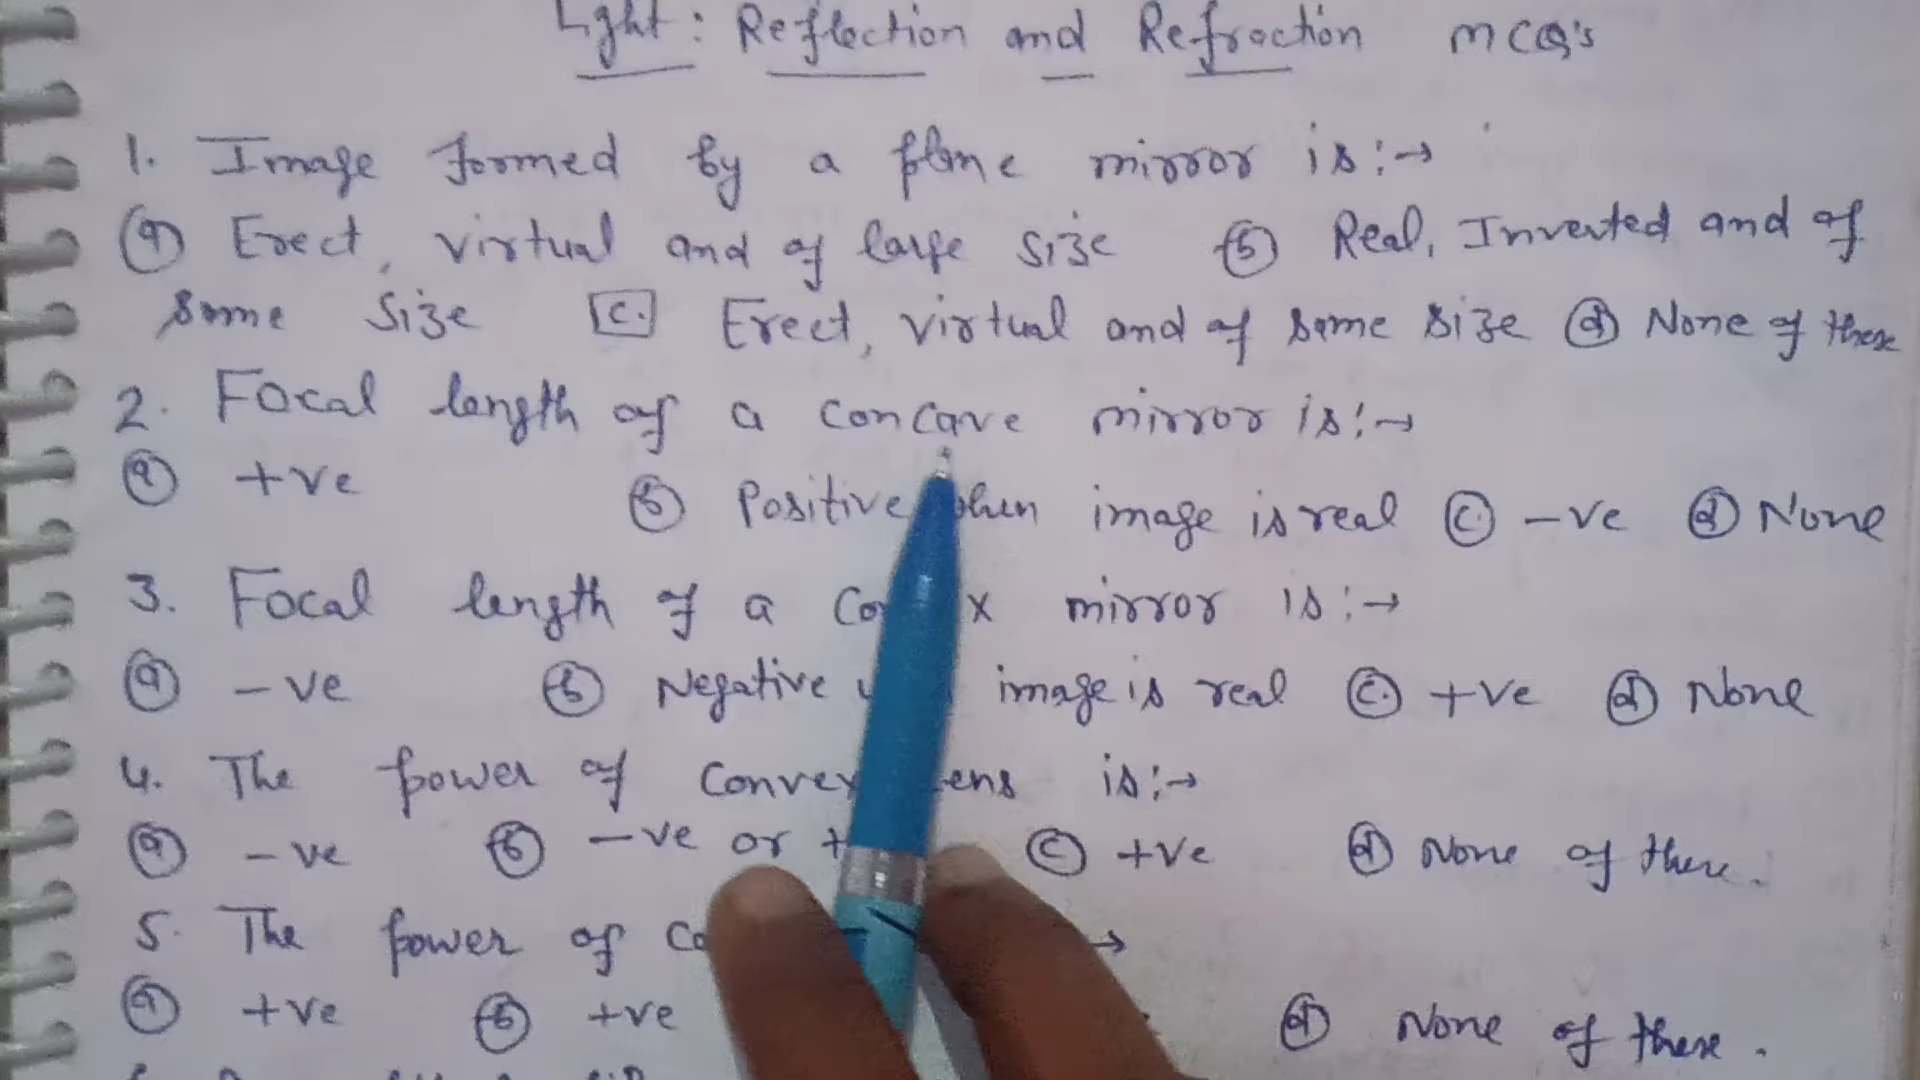 Light: Reflection and Refraction MCQ's
1. Image formed by a plane mirror is:→
(a) Erect, virtual and of large size (b) Real, Inverted and of
same size [c.] Erect, virtual and of same size (d) None of these
2. Focal length of a concave mirror is:→
(a) +ve (b) Positive when image is real (c) -ve (d) None
3. Focal length of a mirror is:→
(a) -ve (b) Negative image is real (c) +ve (d) None
4. The power of convex lens is:→
(a) -ve (b) -ve or (c) +ve (d) None of these.
5. The power of →
(a) +ve (b) +ve (d) None of these.